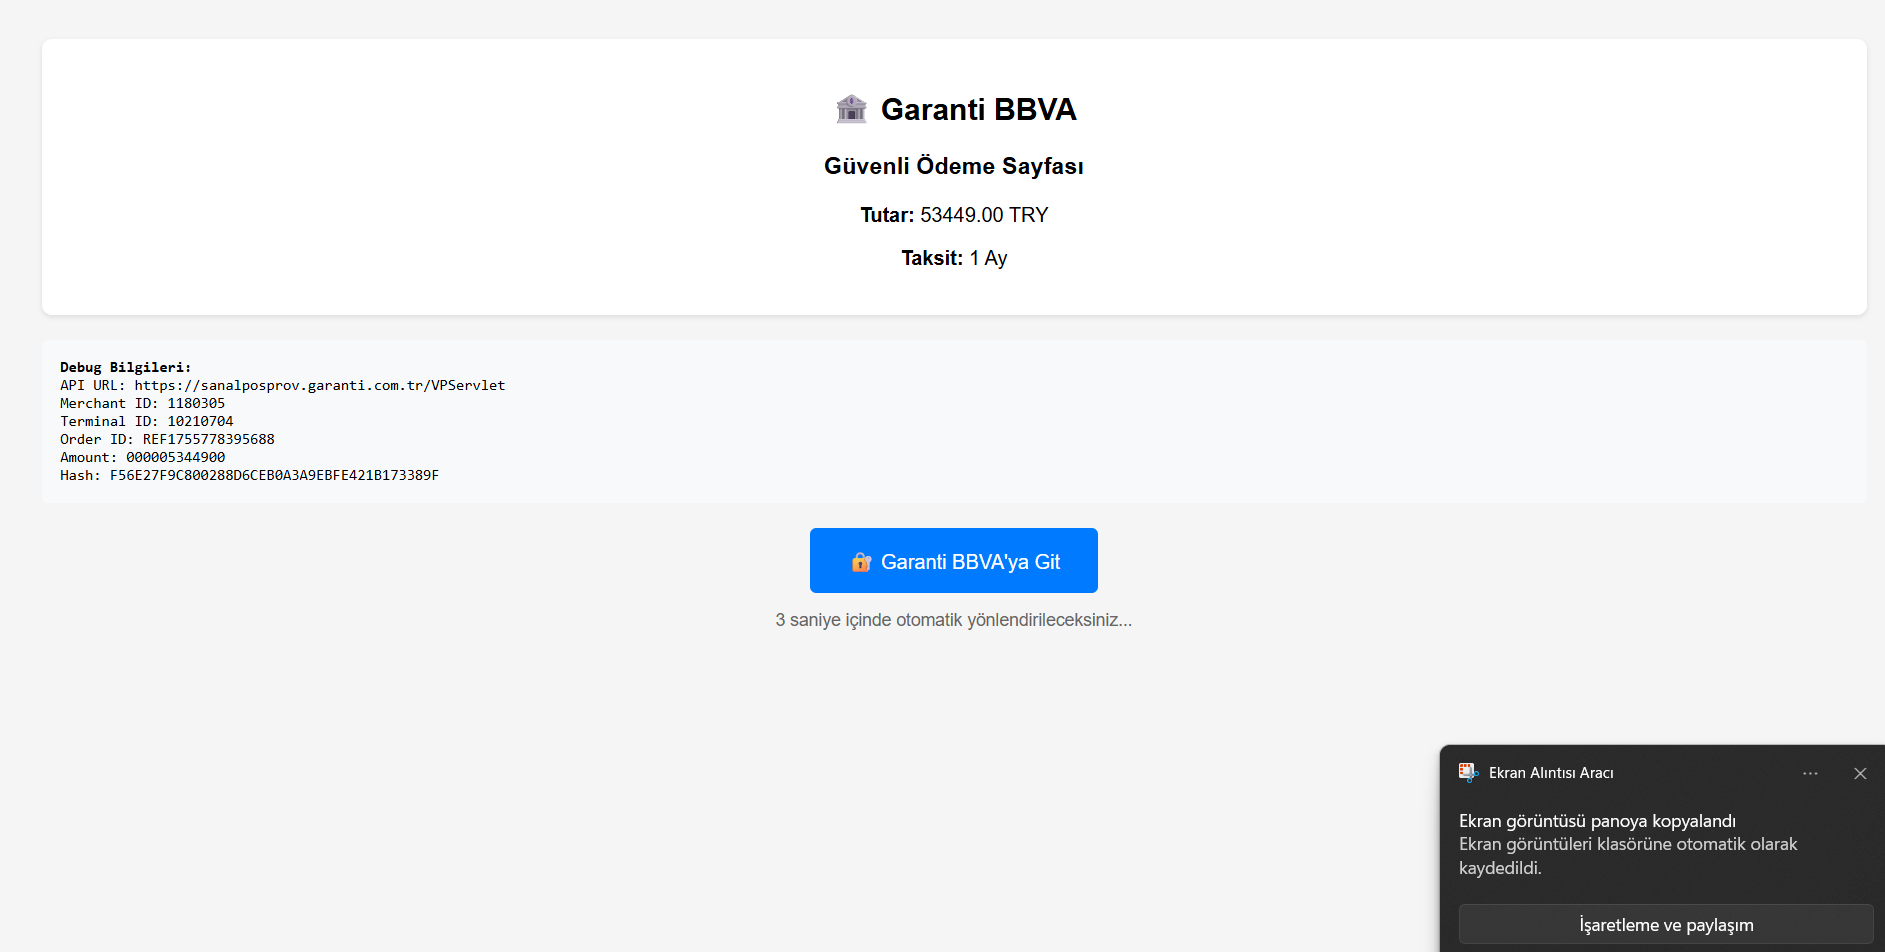 Garanti BBVA
Güvenli Ödeme Sayfası
Tutar: 53449.00 TRY
Taksit: 1 Ay
Debug Bilgileri:
API URL: https://sanalposprov.garanti.com.tr/VPServlet
Merchant ID: 1180305
Terminal ID: 10210704
Order ID: REF1755778395688
Amount: 000005344900
Hash: F56E27F9C800288D6CEB0A3A9EBFE421B173389F
Garanti BBVA'ya Git
3 saniye içinde otomatik yönlendirileceksiniz...
Ekran Alıntısı Aracı
Ekran görüntüsü panoya kopyalandı
Ekran görüntüleri klasörüne otomatik olarak
kaydedildi.
İşaretleme ve paylaşım